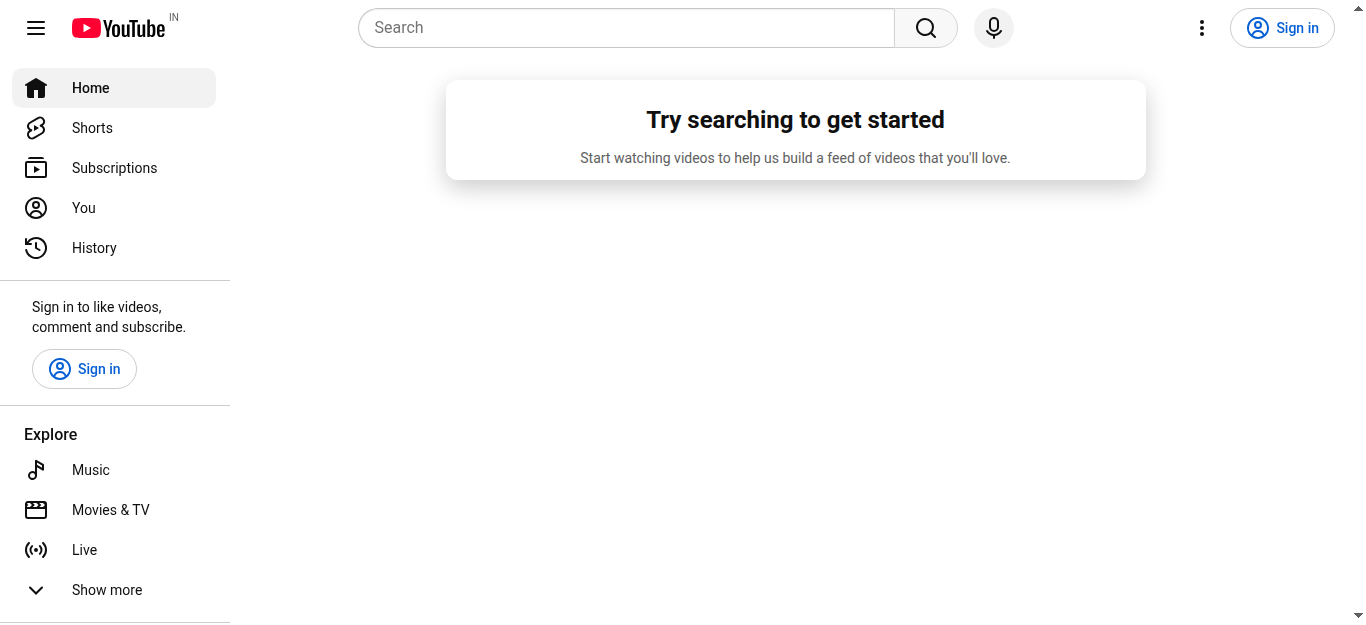 YouTube IN
Search
Sign in
Home
Shorts
Subscriptions
You
History
Sign in to like videos,
comment and subscribe.
Sign in
Explore
Music
Movies & TV
Live
Show more
Try searching to get started
Start watching videos to help us build a feed of videos that you'll love.